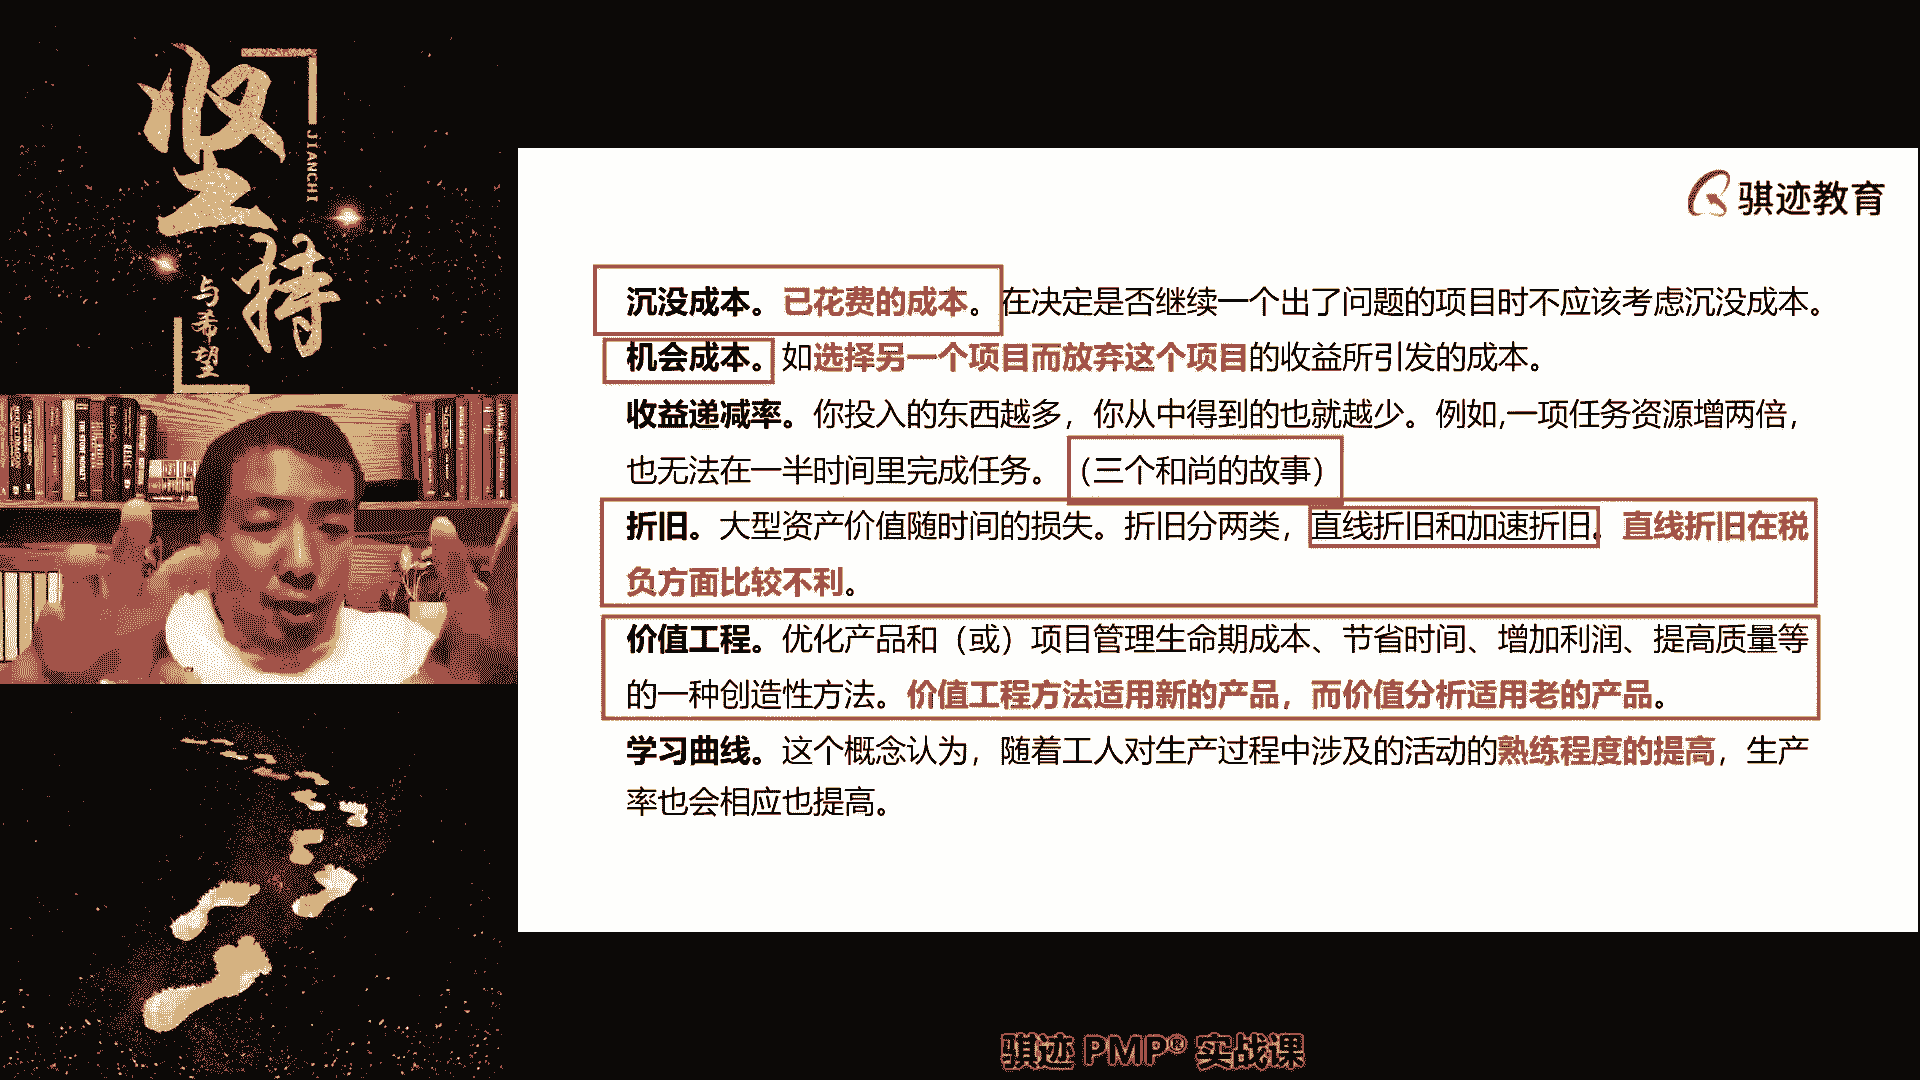 坚持
JIANCHI
与希望
骐迹教育
沉没成本。已花费的成本。在决定是否继续一个出了问题的项目时不应该考虑沉没成本。
机会成本。如选择另一个项目而放弃这个项目的收益所引发的成本。
收益递减率。你投入的东西越多，你从中得到的也就越少。例如,一项任务资源增两倍，
也无法在一半时间里完成任务。（三个和尚的故事）
折旧。大型资产价值随时间的损失。折旧分两类，直线折旧和加速折旧。直线折旧在税
负方面比较不利。
价值工程。优化产品和（或）项目管理生命期成本、节省时间、增加利润、提高质量等
的一种创造性方法。价值工程方法适用新的产品，而价值分析适用老的产品。
学习曲线。这个概念认为，随着工人对生产过程中涉及的活动的熟练程度的提高，生产
率也会相应也提高。
骐迹 PMP® 实战课